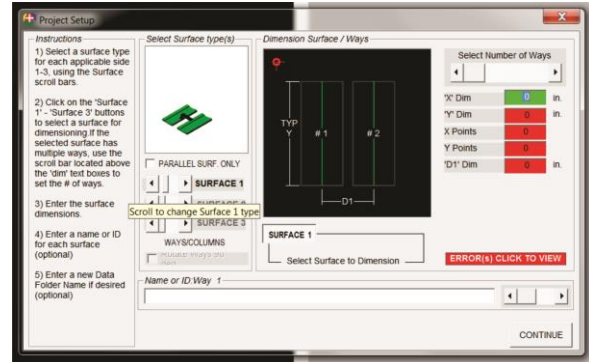 Project Setup
Instructions
1) Select a surface type
for each applicable side
1-3, using the Surface
scroll bars.
2) Click on the 'Surface
1' - 'Surface 3' buttons
to select a surface for
dimensioning.If the
selected surface has
multiple ways, use the
scroll bar located above
the 'dim' text boxes to
set the # of ways.
3) Enter the surface
dimensions.
4) Enter a name or ID
for each surface
(optional)
5) Enter a new Data
Folder Name if desired
(optional)
Select Surface type(s)
PARALLEL SURF. ONLY
SURFACE 1
Scroll to change Surface 1 type
SURFACE 3
WAYS/COLUMNS
Dimension Surface / Ways
TYP
Y
# 1
# 2
D1
SURFACE 1
Select Surface to Dimension
Select Number of Ways
'X' Dim 0 in.
'Y' Dim 0 in.
X Points 0
Y Points 0
'D1' Dim 0 in.
ERROR(s) CLICK TO VIEW
Name or ID:Way 1
CONTINUE